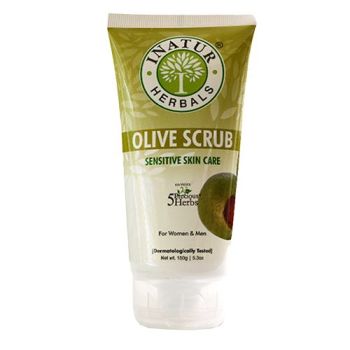 INATUR
®
HERBALS
OLIVE SCRUB
SENSITIVE SKIN CARE
5 Precious
Herbs
For Women & Men
[Dermatologically Tested]
Net wt. 150g | 5.3oz